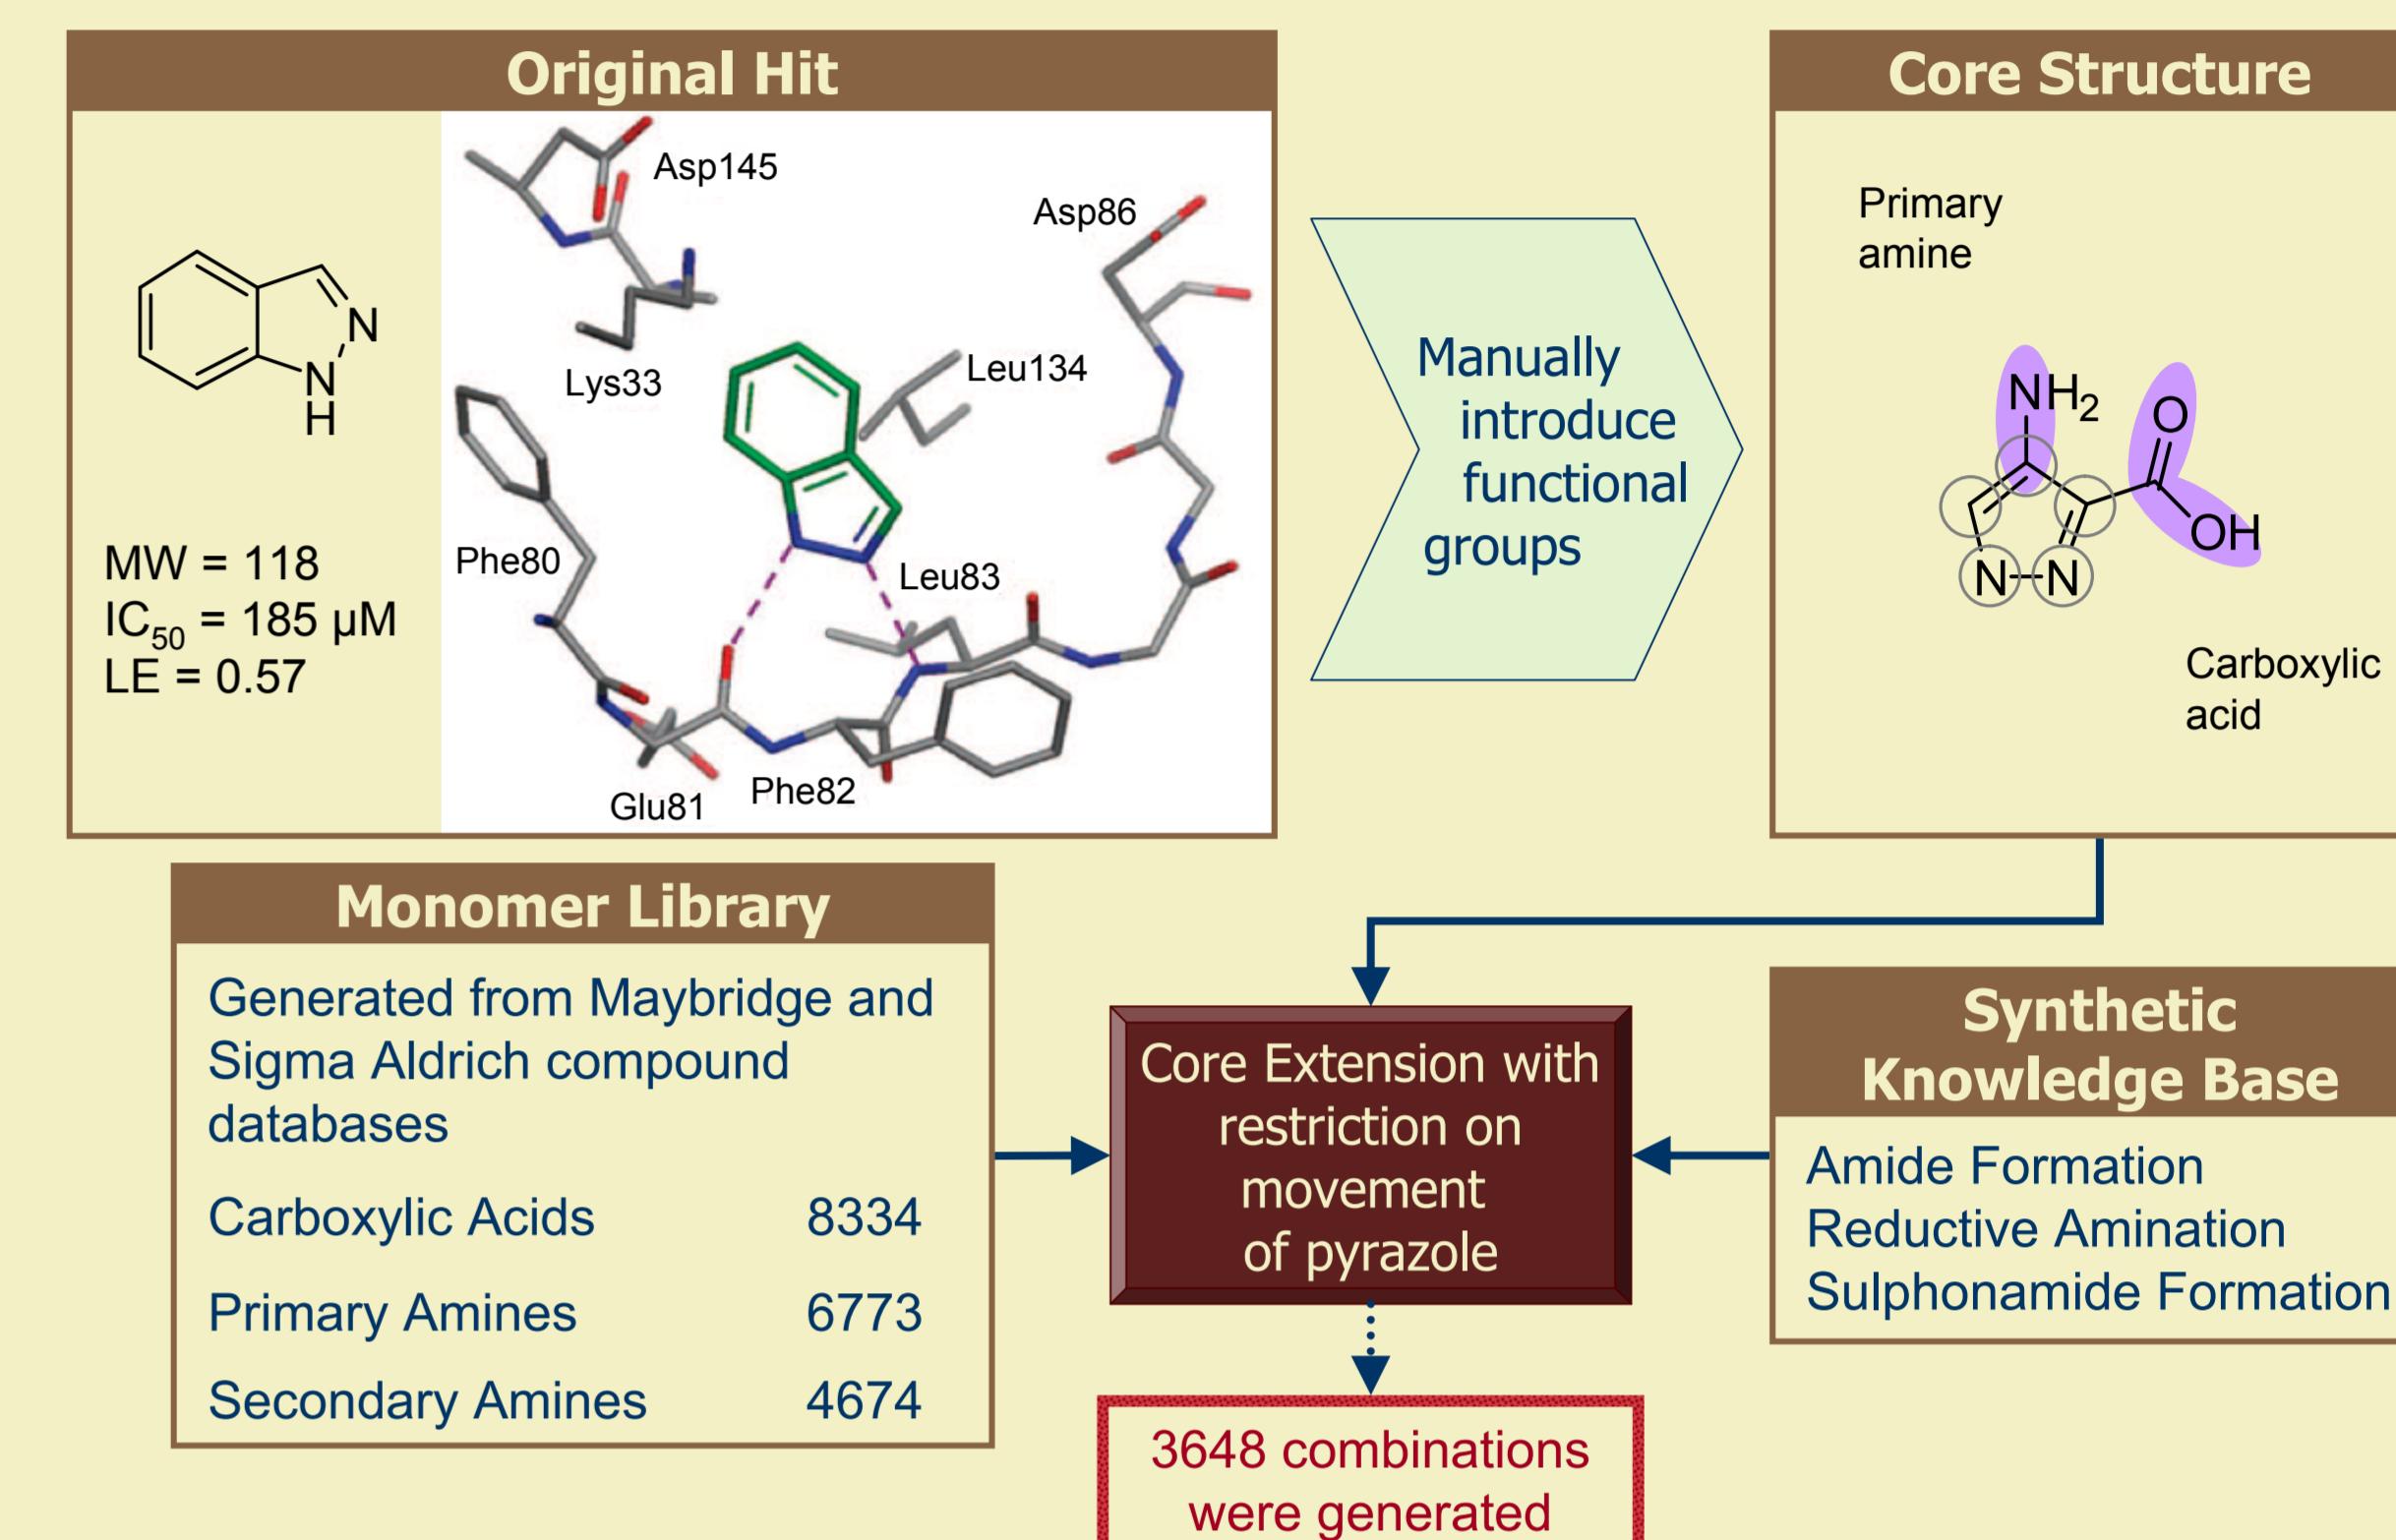 Original Hit
N
N
H
MW = 118
IC50 = 185 µM
LE = 0.57
Asp145
Asp86
Lys33
Leu134
Phe80
Leu83
Glu81
Phe82
Manually
introduce
functional
groups
Core Structure
Primary
amine
NH2
O
OH
N
N
Carboxylic
acid
Monomer Library
Generated from Maybridge and
Sigma Aldrich compound
databases
Carboxylic Acids 8334
Primary Amines 6773
Secondary Amines 4674
Core Extension with
restriction on
movement
of pyrazole
Synthetic
Knowledge Base
Amide Formation
Reductive Amination
Sulphonamide Formation
3648 combinations
were generated